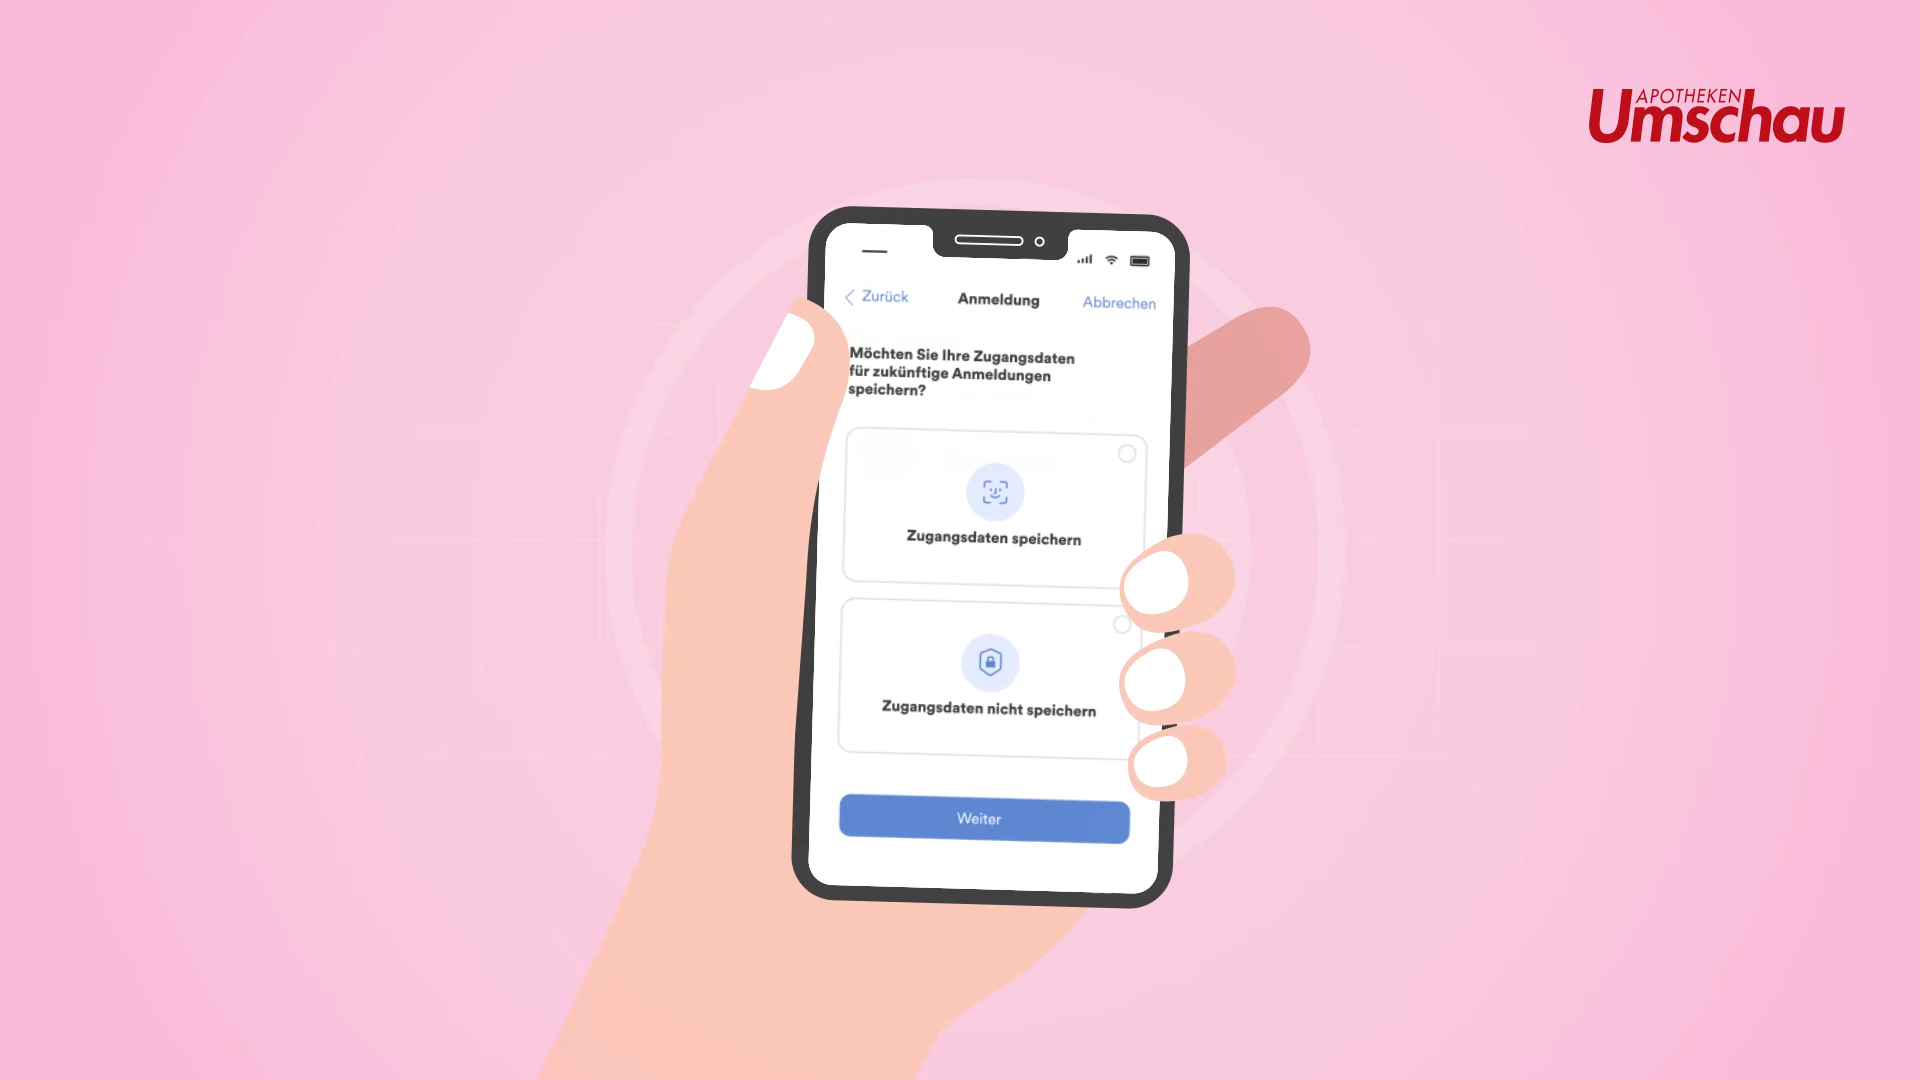 APOTHEKEN
Umschau
Zurück
Anmeldung
Abbrechen
Möchten Sie Ihre Zugangsdaten
für zukünftige Anmeldungen
speichern?
Zugangsdaten speichern
Zugangsdaten nicht speichern
Weiter